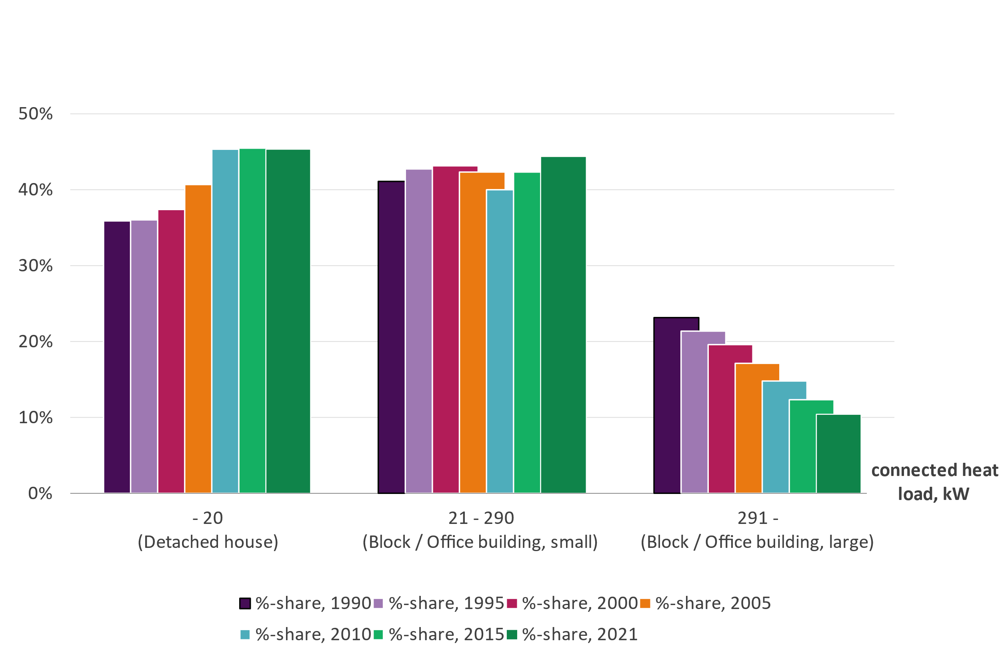 50%
40%
30%
20%
10%
0%
connected heat
load, kW
- 20
(Detached house)
21 - 290
(Block / Office building, small)
291 -
(Block / Office building, large)
%-share, 1990 %-share, 1995 %-share, 2000 %-share, 2005
%-share, 2010 %-share, 2015 %-share, 2021